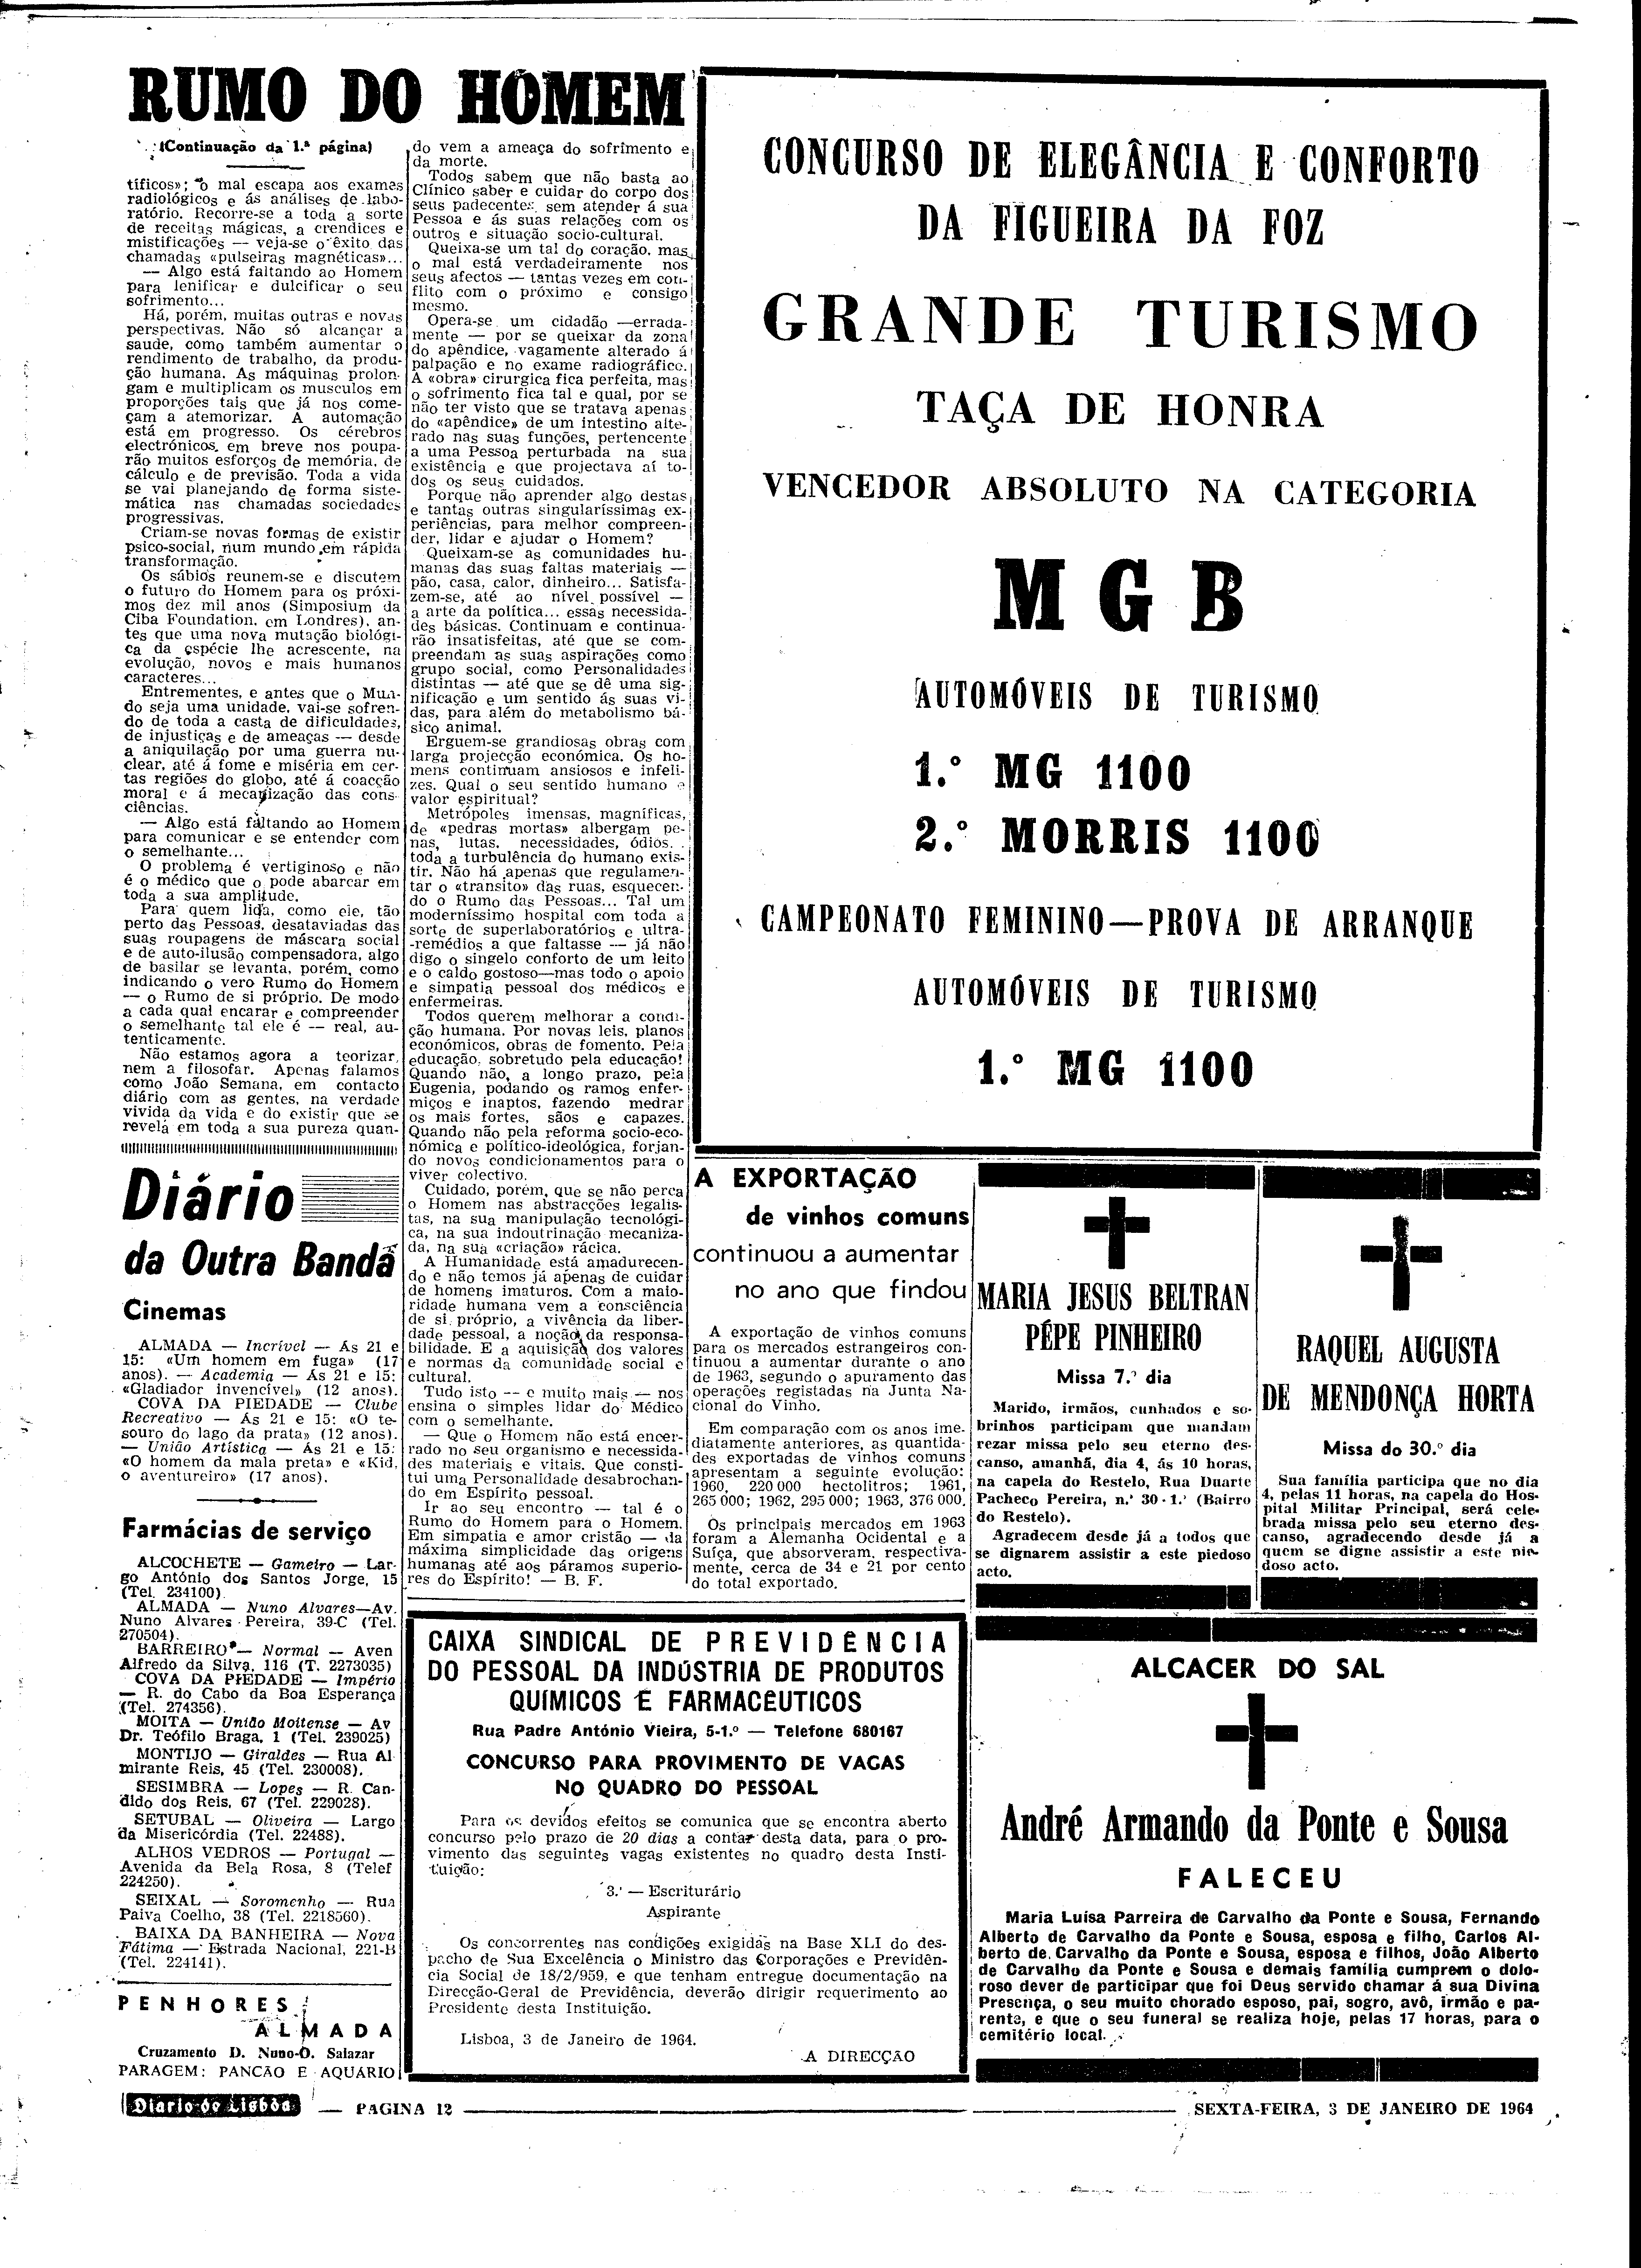 RUMO DO HOMEM
(Continuação da 1.ª página)
tíficos»; o mal escapa aos exames
radiológicos e ás análises de labo-
ratório. Recorre-se a toda a sorte
de receitas mágicas, a crendices e
mistificações — veja-se o êxito das
chamadas «pulseiras magnéticas»...
— Algo está faltando ao Homem
para lenificar e dulcificar o seu
sofrimento...
Há, porém, muitas outras e novas
perspectivas. Não só alcançar a
saude, como também aumentar o
rendimento de trabalho, da produ-
ção humana. As máquinas prolon-
gam e multiplicam os musculos em
proporções tais que já nos come-
çam a atemorizar. A automação
está em progresso. Os cérebros
electrónicos, em breve nos poupa-
rão muitos esforços de memória, de
cálculo e de previsão. Toda a vida
se vai planejando de forma siste-
mática nas chamadas sociedades
progressivas.
Criam-se novas formas de existir
psico-social, num mundo em rápida
transformação.
Os sábios reunem-se e discutem
o futuro do Homem para os próxi-
mos dez mil anos (Simposium da
Ciba Foundation, em Londres), an-
tes que uma nova mutação biológi-
ca da espécie lhe acrescente, na
evolução, novos e mais humanos
caracteres...
Entrementes, e antes que o Mun-
do seja uma unidade, vai-se sofren-
do de toda a casta de dificuldades,
de injustiças e de ameaças — desde
a aniquilação por uma guerra nu-
clear, até á fome e miséria em cer-
tas regiões do globo, até á coacção
moral e á mecanização das cons-
ciências.
— Algo está faltando ao Homem
para comunicar e se entender com
o semelhante...
O problema é vertiginoso e não
é o médico que o pode abarcar em
toda a sua amplitude.
Para quem lida, como ele, tão
perto das Pessoas, desataviadas das
suas roupagens de máscara social
e de auto-ilusão compensadora, algo
de basilar se levanta, porém, como
indicando o vero Rumo do Homem
— o Rumo de si próprio. De modo
a cada qual encarar e compreender
o semelhante tal ele é — real, au-
tenticamente.
Não estamos agora a teorizar,
nem a filosofar. Apenas falamos
como João Semana, em contacto
diário com as gentes, na verdade
vivida da vida e do existir que se
revela em toda a sua pureza quan-
do vem a ameaça do sofrimento e
da morte.
Todos sabem que não basta ao
Clínico saber e cuidar do corpo dos
seus padecentes, sem atender á sua
Pessoa e ás suas relações com os
outros e situação socio-cultural.
Queixa-se um tal do coração, mas
o mal está verdadeiramente nos
seus afectos — tantas vezes em con-
flito com o próximo e consigo
mesmo.
Opera-se um cidadão —errada-
mente — por se queixar da zona
do apêndice, vagamente alterado á
palpação e no exame radiográfico.
A «obra» cirurgica fica perfeita, mas
o sofrimento fica tal e qual, por se
não ter visto que se tratava apenas
do «apêndice» de um intestino alte-
rado nas suas funções, pertencente
a uma Pessoa perturbada na sua
existência e que projectava aí to-
dos os seus cuidados.
Porque não aprender algo destas
e tantas outras singularíssimas ex-
periências, para melhor compreen-
der, lidar e ajudar o Homem?
Queixam-se as comunidades hu-
manas das suas faltas materiais —
pão, casa, calor, dinheiro... Satisfa-
zem-se, até ao nível possível —
a arte da política... essas necessida-
des básicas. Continuam e continua-
rão insatisfeitas, até que se com-
preendam as suas aspirações como
grupo social, como Personalidades
distintas — até que se dê uma sig-
nificação e um sentido ás suas vi-
das, para além do metabolismo bá-
sico animal.
Erguem-se grandiosas obras com
larga projecção económica. Os ho-
mens continuam ansiosos e infeli-
zes. Qual o seu sentido humano e
valor espiritual?
Metrópoles imensas, magníficas,
de «pedras mortas» albergam pe-
nas, lutas, necessidades, ódios...
toda a turbulência do humano exis-
tir. Não há apenas que regulamen-
tar o «transito» das ruas, esquecen-
do o Rumo das Pessoas... Tal um
moderníssimo hospital com toda a
sorte de superlaboratórios e ultra-
-remédios a que faltasse — já não
digo o singelo conforto de um leito
e o caldo gostoso—mas todo o apoio
e simpatia pessoal dos médicos e
enfermeiras.
Todos querem melhorar a condi-
ção humana. Por novas leis, planos
económicos, obras de fomento. Pela
educação, sobretudo pela educação!
Quando não, a longo prazo, pela
Eugenia, podando os ramos enfer-
miços e inaptos, fazendo medrar
os mais fortes, sãos e capazes.
Quando não pela reforma socio-eco-
nómica e político-ideológica, forjan-
do novos condicionamentos para o
viver colectivo.
Cuidado, porém, que se não perca
o Homem nas abstracções legalis-
tas, na sua manipulação tecnológi-
ca, na sua indoutrinação mecaniza-
da, na sua «criação» rácica.
A Humanidade está amadurecen-
do e não temos já apenas de cuidar
de homens imaturos. Com a maio-
ridade humana vem a consciência
de si próprio, a vivência da liber-
dade pessoal, a noção da responsa-
bilidade. E a aquisição dos valores
e normas da comunidade social e
cultural.
Tudo isto -- e muito mais — nos
ensina o simples lidar do Médico
com o semelhante.
— Que o Homem não está encer-
rado no seu organismo e necessida-
des materiais e vitais. Que consti-
tui uma Personalidade desabrochan-
do em Espírito pessoal.
Ir ao seu encontro — tal é o
Rumo do Homem para o Homem.
Em simpatia e amor cristão — da
máxima simplicidade das origens
humanas até aos páramos superio-
res do Espírito! — B. F.
CONCURSO DE ELEGÂNCIA E CONFORTO
DA FIGUEIRA DA FOZ
GRANDE TURISMO
TAÇA DE HONRA
VENCEDOR ABSOLUTO NA CATEGORIA
MGB
AUTOMÓVEIS DE TURISMO
1.º MG 1100
2.º MORRIS 1100
CAMPEONATO FEMININO—PROVA DE ARRANQUE
AUTOMÓVEIS DE TURISMO
1.º MG 1100
Diário
da Outra Banda
Cinemas
ALMADA — Incrível — Ás 21 e
15: «Um homem em fuga» (17
anos). — Academia — Ás 21 e 15:
«Gladiador invencível» (12 anos).
COVA DA PIEDADE — Clube
Recreativo — Ás 21 e 15: «O te-
souro do lago da prata» (12 anos).
— União Artística — Ás 21 e 15:
«O homem da mala preta» e «Kid,
o aventureiro» (17 anos).
Farmácias de serviço
ALCOCHETE — Gameiro — Lar-
go António dos Santos Jorge, 15
(Tel. 234100).
ALMADA — Nuno Alvares—Av.
Nuno Alvares Pereira, 39-C (Tel.
270504).
BARREIRO — Normal — Aven
Alfredo da Silva, 116 (T. 2273035)
COVA DA PIEDADE — Império
— R. do Cabo da Boa Esperança
(Tel. 274356).
MOITA — União Moitense — Av
Dr. Teófilo Braga, 1 (Tel. 239025)
MONTIJO — Giraldes — Rua Al
mirante Reis, 45 (Tel. 230008).
SESIMBRA — Lopes — R. Can-
dido dos Reis, 67 (Tel. 229028).
SETUBAL — Oliveira — Largo
da Misericórdia (Tel. 22488).
ALHOS VEDROS — Portugal —
Avenida da Bela Rosa, 8 (Telef
224250).
SEIXAL — Soromenho — Rua
Paiva Coelho, 38 (Tel. 2218560).
BAIXA DA BANHEIRA — Nova
Fátima — Estrada Nacional, 221-B
(Tel. 224141).
PENHORES
ALMADA
Cruzamento D. Nuno-O. Salazar
PARAGEM: PANCÃO E AQUÁRIO
A EXPORTAÇÃO
de vinhos comuns
continuou a aumentar
no ano que findou
A exportação de vinhos comuns
para os mercados estrangeiros con-
tinuou a aumentar durante o ano
de 1963, segundo o apuramento das
operações registadas na Junta Na-
cional do Vinho.
Em comparação com os anos ime-
diatamente anteriores, as quantida-
des exportadas de vinhos comuns
apresentam a seguinte evolução:
1960, 220 000 hectolitros; 1961,
265 000; 1962, 295 000; 1963, 376 000.
Os principais mercados em 1963
foram a Alemanha Ocidental e a
Suíça, que absorveram, respectiva-
mente, cerca de 34 e 21 por cento
do total exportado.
MARIA JESUS BELTRAN
PÉPE PINHEIRO
Missa 7.º dia
Marido, irmãos, cunhados e so-
brinhos participam que mandam
rezar missa pelo seu eterno des-
canso, amanhã, dia 4, ás 10 horas,
na capela do Restelo, Rua Duarte
Pacheco Pereira, n.º 30-1.º (Bairro
do Restelo).
Agradecem desde já a todos que
se dignarem assistir a este piedoso
acto.
RAQUEL AUGUSTA
DE MENDONÇA HORTA
Missa do 30.º dia
Sua família participa que no dia
4, pelas 11 horas, na capela do Hos-
pital Militar Principal, será cele-
brada missa pelo seu eterno des-
canso, agradecendo desde já a
quem se digne assistir a este pie-
doso acto.
CAIXA SINDICAL DE PREVIDÊNCIA
DO PESSOAL DA INDÚSTRIA DE PRODUTOS
QUÍMICOS E FARMACÊUTICOS
Rua Padre António Vieira, 5-1.º — Telefone 680167
CONCURSO PARA PROVIMENTO DE VAGAS
NO QUADRO DO PESSOAL
Para os devidos efeitos se comunica que se encontra aberto
concurso pelo prazo de 20 dias a contar desta data, para o pro-
vimento das seguintes vagas existentes no quadro desta Insti-
tuição:
3.º — Escriturário
Aspirante
Os concorrentes nas condições exigidas na Base XLI do des-
pacho de Sua Excelência o Ministro das Corporações e Previdên-
cia Social de 18/2/959, e que tenham entregue documentação na
Direcção-Geral de Previdência, deverão dirigir requerimento ao
Presidente desta Instituição.
Lisboa, 3 de Janeiro de 1964.
A DIRECÇÃO
ALCACER DO SAL
André Armando da Ponte e Sousa
FALECEU
Maria Luísa Parreira de Carvalho da Ponte e Sousa, Fernando
Alberto de Carvalho da Ponte e Sousa, esposa e filho, Carlos Al-
berto de Carvalho da Ponte e Sousa, esposa e filhos, João Alberto
de Carvalho da Ponte e Sousa e demais família cumprem o dolo-
roso dever de participar que foi Deus servido chamar á sua Divina
Presença, o seu muito chorado esposo, pai, sogro, avô, irmão e pa-
rente, e que o seu funeral se realiza hoje, pelas 17 horas, para o
cemitério local.
Diario de Lisboa — PAGINA 12 — SEXTA-FEIRA, 3 DE JANEIRO DE 1964